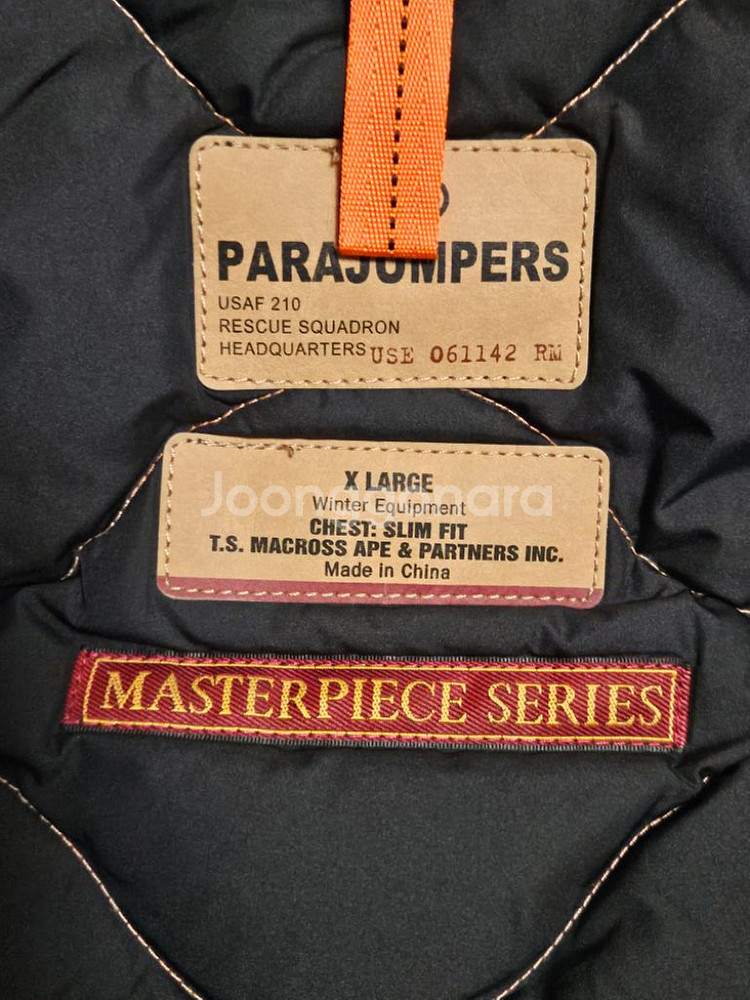 PARAJUMPERS
USAF 210
RESCUE SQUADRON
HEADQUARTERS USE 061142 RM
X LARGE
Joonggonara
Winter Equipment
CHEST: SLIM FIT
T.S. MACROSS APE & PARTNERS INC.
Made in China
MASTERPIECE SERIES